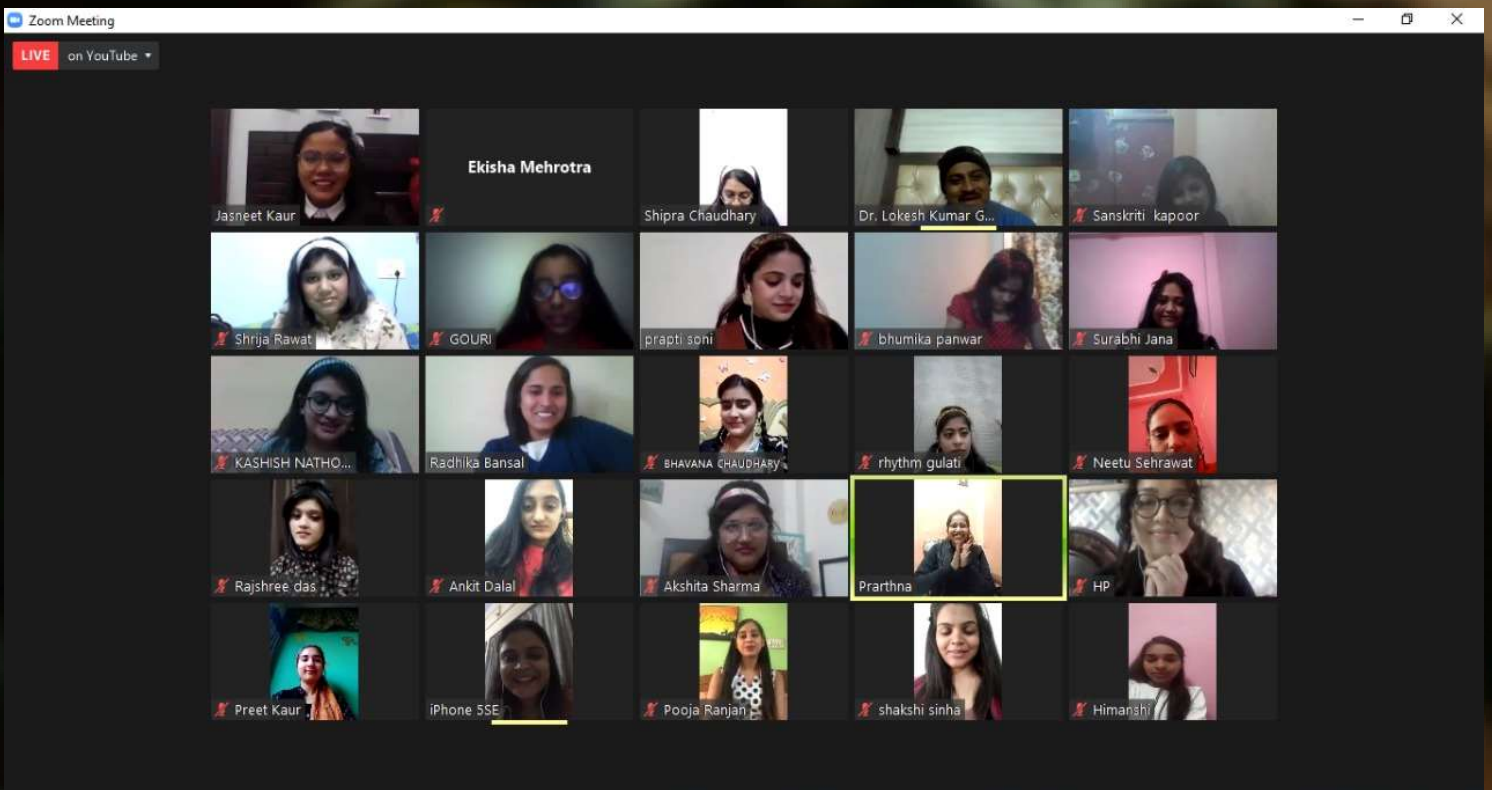 Zoom Meeting
LIVE on YouTube
Jasneet Kaur
Ekisha Mehrotra
Shipra Chaudhary
Dr. Lokesh Kumar G...
Sanskriti kapoor
Shrija Rawat
GOURI
prapti soni
bhumika panwar
Surabhi Jana
KASHISH NATHO...
Radhika Bansal
BHAVANA CHAUDHARY
rhythm gulati
Neetu Sehrawat
Rajshree das
Ankit Dalal
Akshita Sharma
Prarthna
HP
Preet Kaur
iPhone 5SE
Pooja Ranjan
shakshi sinha
Himanshi